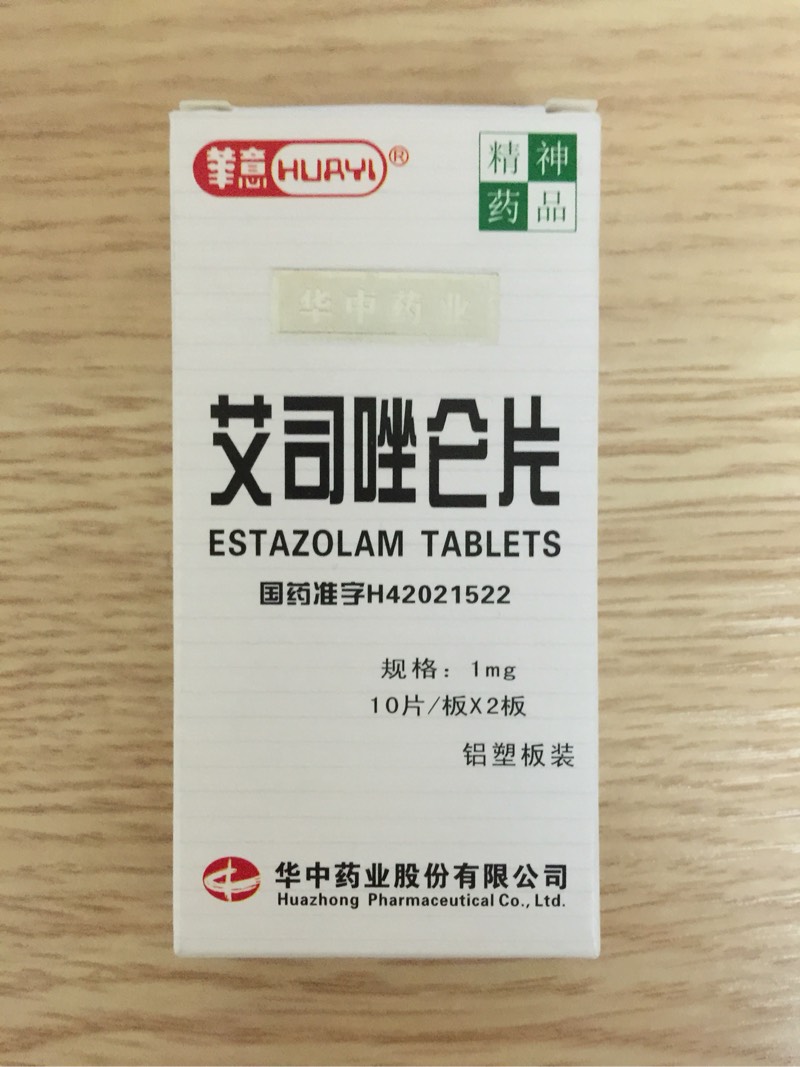 華意 HUAYI®
精神
药品
华中药业
艾司唑仑片
ESTAZOLAM TABLETS
国药准字H42021522
规格：1mg
10片/板X2板
铝塑板装
华中药业股份有限公司
Huazhong Pharmaceutical Co., Ltd.